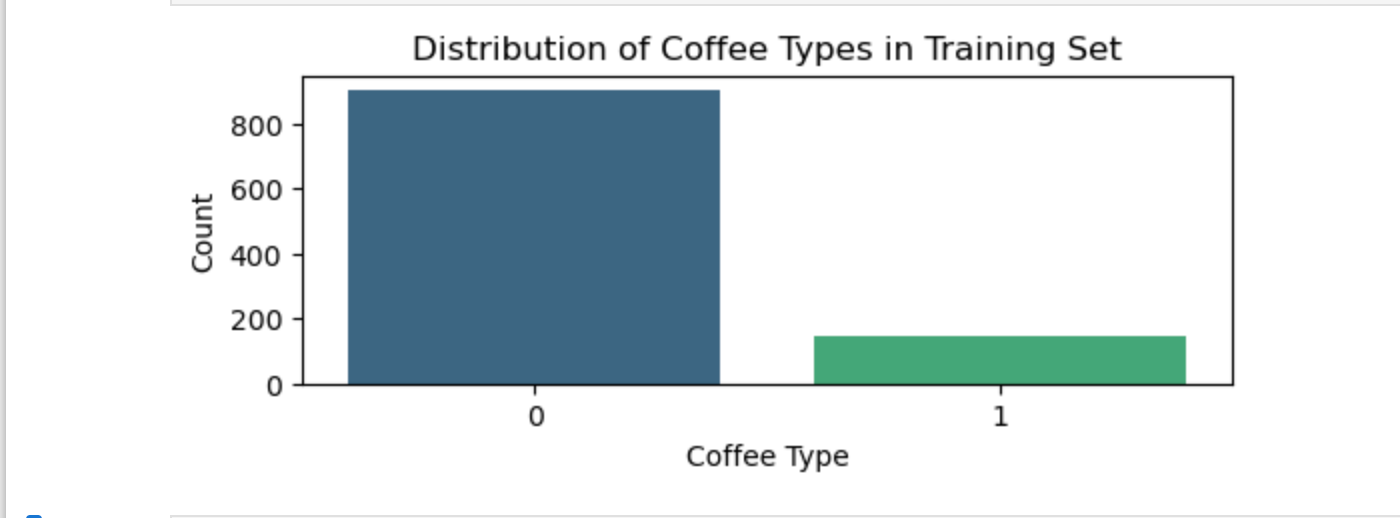 Distribution of Coffee Types in Training Set
800
600
400
200
0
Count
0 1
Coffee Type